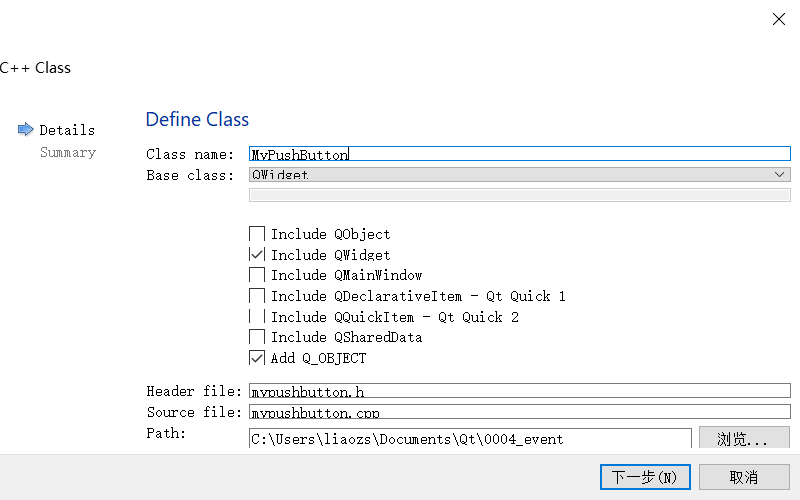 C++ Class
Details
Summary
Define Class
Class name: MyPushButton
Base class: QWidget
Include QObject
Include QWidget
Include QMainWindow
Include QDeclarativeItem - Qt Quick 1
Include QQuickItem - Qt Quick 2
Include QSharedData
Add Q_OBJECT
Header file: mypushbutton.h
Source file: mypushbutton.cpp
Path: C:\Users\liaozs\Documents\Qt\0004_event 浏览...
下一步(N) 取消